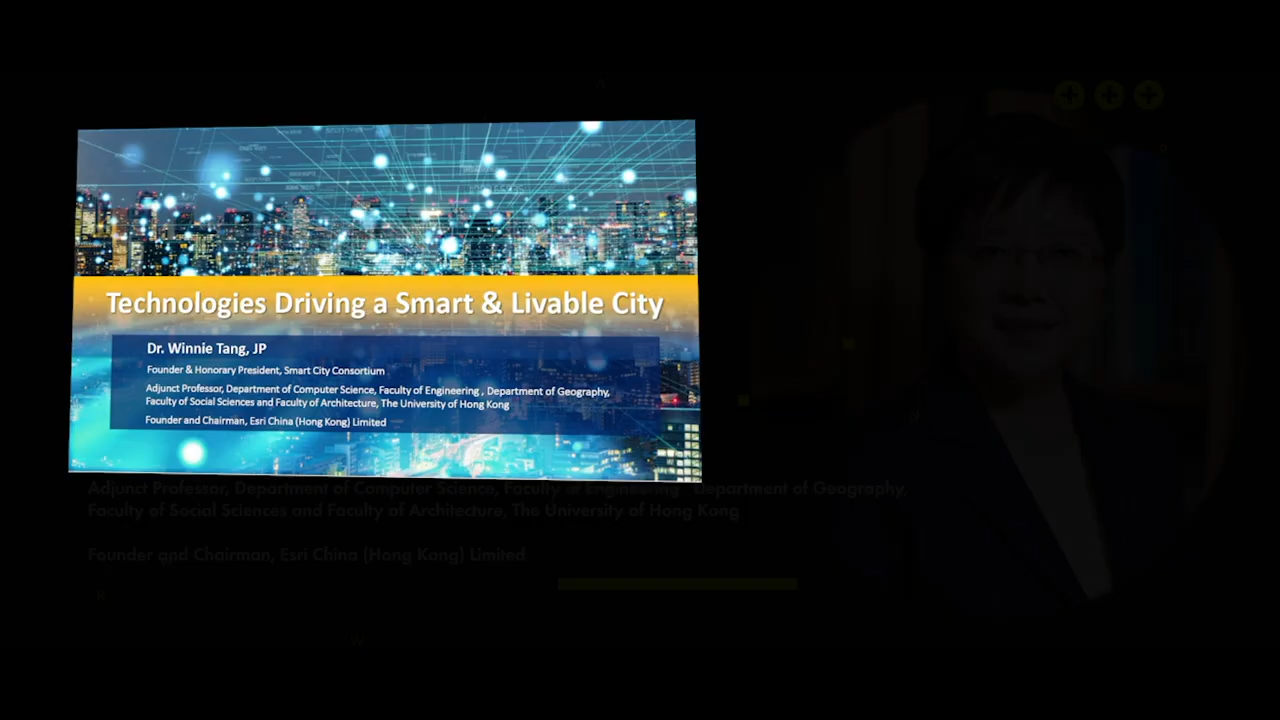 Technologies Driving a Smart & Livable City
Dr. Winnie Tang, JP
Founder & Honorary President, Smart City Consortium
Adjunct Professor, Department of Computer Science, Faculty of Engineering , Department of Geography,
Faculty of Social Sciences and Faculty of Architecture, The University of Hong Kong
Founder and Chairman, Esri China (Hong Kong) Limited
Adjunct Professor, Department of Computer Science, Faculty of Engineering Department of Geography,
Faculty of Social Sciences and Faculty of Architecture, The University of Hong Kong
Founder and Chairman, Esri China (Hong Kong) Limited